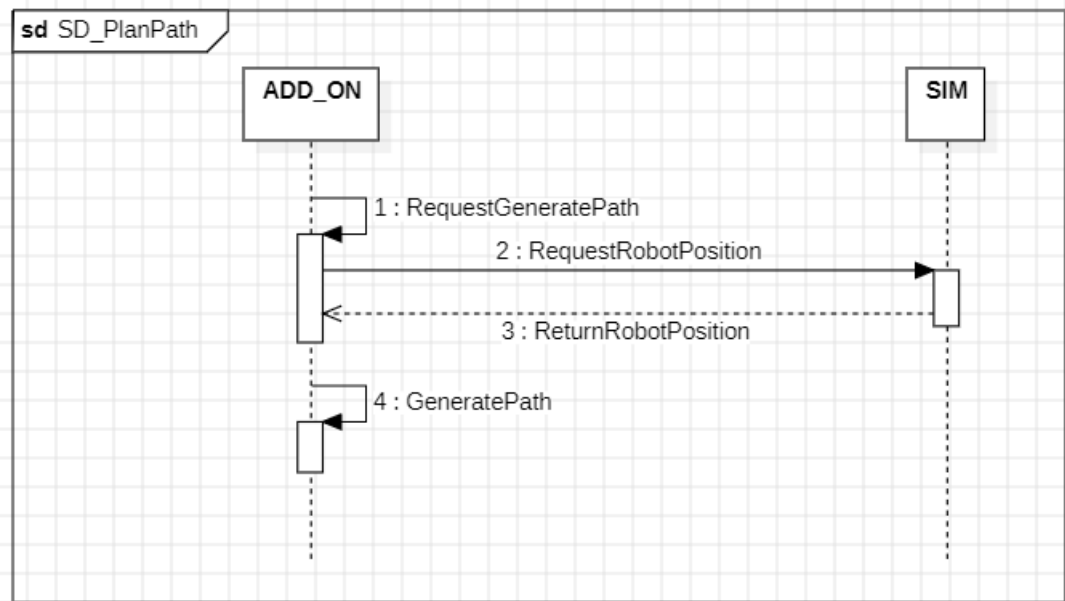 sd SD_PlanPath
ADD_ON
SIM
1 : RequestGeneratePath
2 : RequestRobotPosition
3 : ReturnRobotPosition
4 : GeneratePath